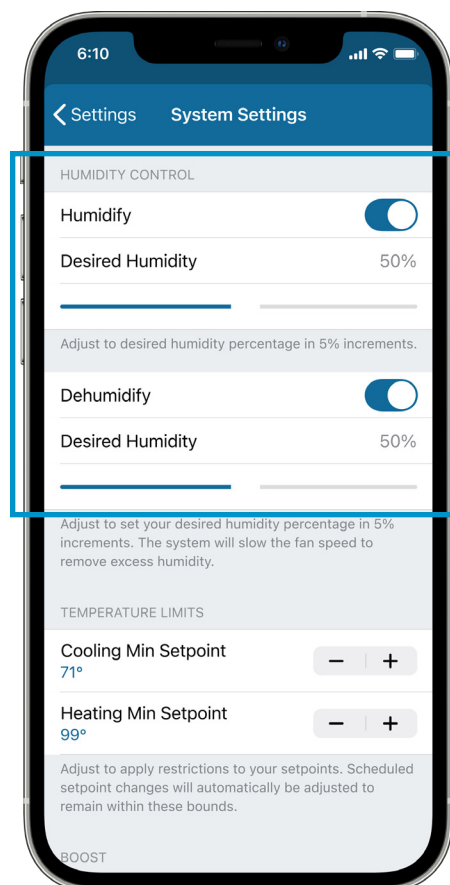 6:10
Settings
System Settings
HUMIDITY CONTROL
Humidify
Desired Humidity
50%
Adjust to desired humidity percentage in 5% increments.
Dehumidify
Desired Humidity
50%
Adjust to set your desired humidity percentage in 5%
increments. The system will slow the fan speed to
remove excess humidity.
TEMPERATURE LIMITS
Cooling Min Setpoint
71°
Heating Min Setpoint
99°
Adjust to apply restrictions to your setpoints. Scheduled
setpoint changes will automatically be adjusted to
remain within these bounds.
BOOST